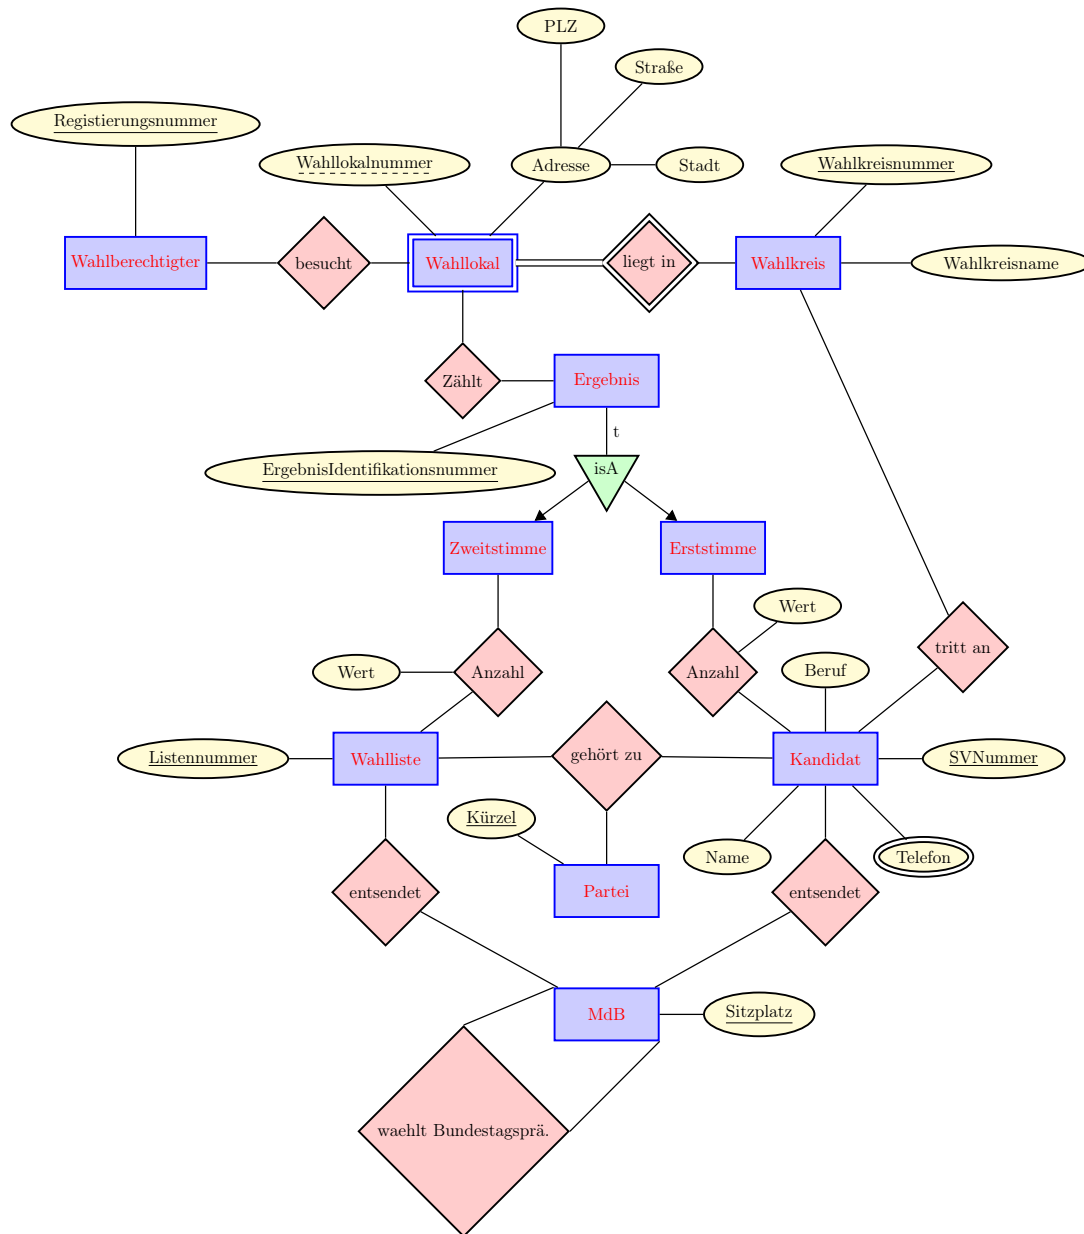 PLZ
Straße
Registierungsnummer
Wahllokalnummer
Adresse
Stadt
Wahlkreisnummer
Wahlberechtigter
besucht
Wahllokal
liegt in
Wahlkreis
Wahlkreisname
Zählt
Ergebnis
t
ErgebnisIdentifikationsnummer
isA
Zweitstimme
Erststimme
Wert
tritt an
Wert
Anzahl
Anzahl
Beruf
Listennummer
Wahlliste
gehört zu
Kandidat
SVNummer
Kürzel
Name
Telefon
entsendet
Partei
entsendet
MdB
Sitzplatz
waehlt Bundestagsprä.